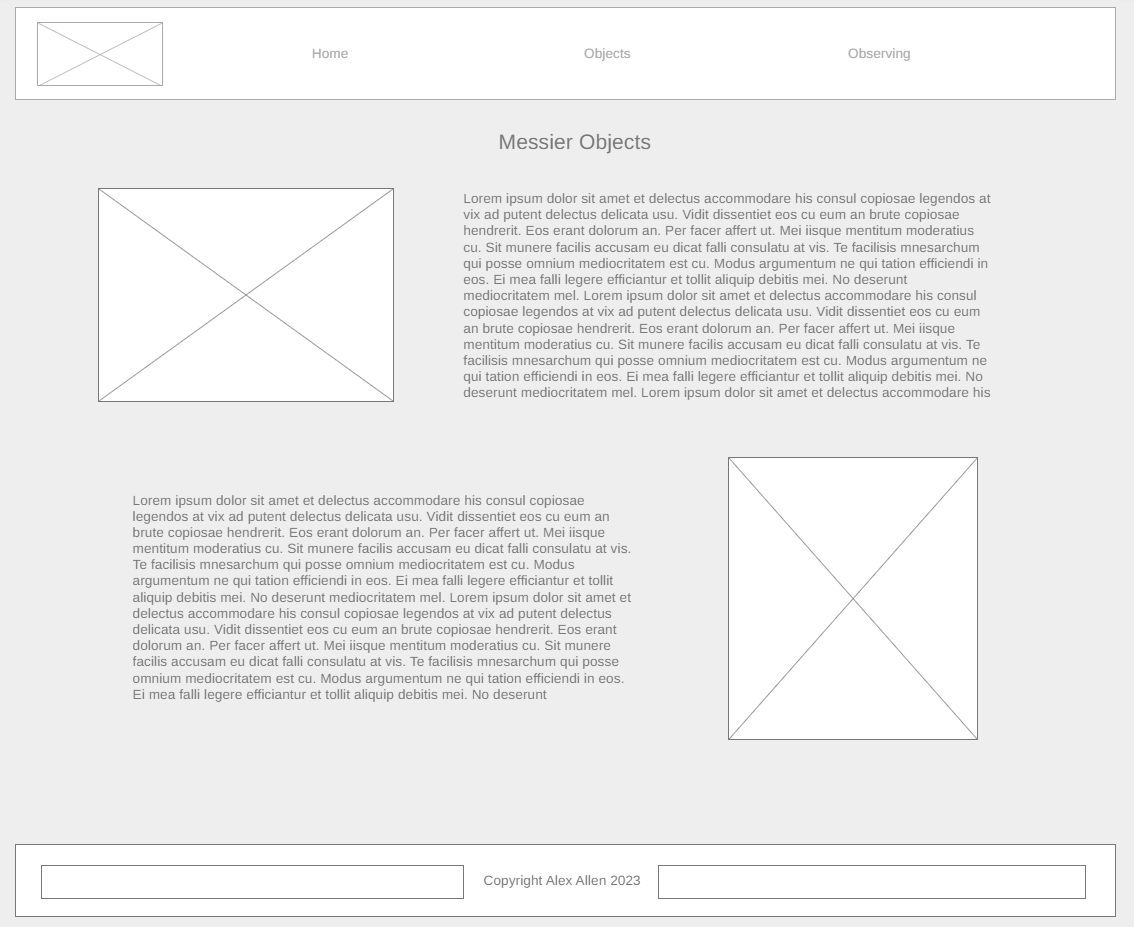 Home
Objects
Observing
Messier Objects
Lorem ipsum dolor sit amet et delectus accommodare his consul copiosae legendos at
vix ad putent delectus delicata usu. Vidit dissentiet eos cu eum an brute copiosae
hendrerit. Eos erant dolorum an. Per facer affert ut. Mei iisque mentitum moderatius
cu. Sit munere facilis accusam eu dicat falli consulatu at vis. Te facilisis mnesarchum
qui posse omnium mediocritatem est cu. Modus argumentum ne qui tation efficiendi in
eos. Ei mea falli legere efficiantur et tollit aliquip debitis mei. No deserunt
mediocritatem mel. Lorem ipsum dolor sit amet et delectus accommodare his consul
copiosae legendos at vix ad putent delectus delicata usu. Vidit dissentiet eos cu eum
an brute copiosae hendrerit. Eos erant dolorum an. Per facer affert ut. Mei iisque
mentitum moderatius cu. Sit munere facilis accusam eu dicat falli consulatu at vis. Te
facilisis mnesarchum qui posse omnium mediocritatem est cu. Modus argumentum ne
qui tation efficiendi in eos. Ei mea falli legere efficiantur et tollit aliquip debitis mei. No
deserunt mediocritatem mel. Lorem ipsum dolor sit amet et delectus accommodare his
Lorem ipsum dolor sit amet et delectus accommodare his consul copiosae
legendos at vix ad putent delectus delicata usu. Vidit dissentiet eos cu eum an
brute copiosae hendrerit. Eos erant dolorum an. Per facer affert ut. Mei iisque
mentitum moderatius cu. Sit munere facilis accusam eu dicat falli consulatu at vis.
Te facilisis mnesarchum qui posse omnium mediocritatem est cu. Modus
argumentum ne qui tation efficiendi in eos. Ei mea falli legere efficiantur et tollit
aliquip debitis mei. No deserunt mediocritatem mel. Lorem ipsum dolor sit amet et
delectus accommodare his consul copiosae legendos at vix ad putent delectus
delicata usu. Vidit dissentiet eos cu eum an brute copiosae hendrerit. Eos erant
dolorum an. Per facer affert ut. Mei iisque mentitum moderatius cu. Sit munere
facilis accusam eu dicat falli consulatu at vis. Te facilisis mnesarchum qui posse
omnium mediocritatem est cu. Modus argumentum ne qui tation efficiendi in eos.
Ei mea falli legere efficiantur et tollit aliquip debitis mei. No deserunt
Copyright Alex Allen 2023